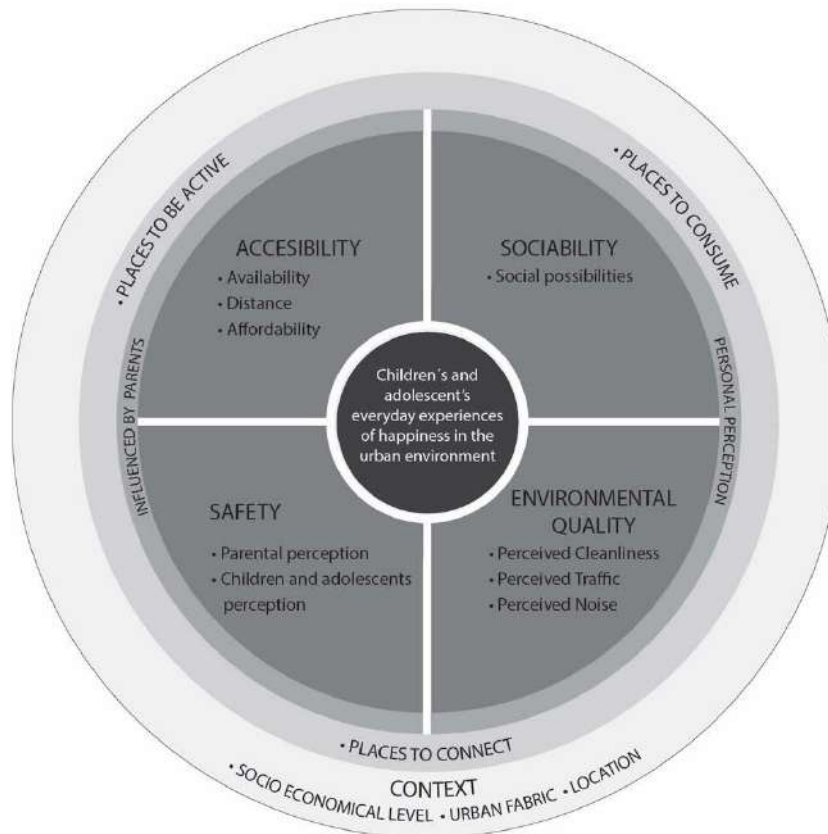 • PLACES TO BE ACTIVE
• PLACES TO CONSUME
ACCESIBILITY
• Availability
• Distance
• Affordability
SOCIABILITY
• Social possibilities
INFLUENCED BY PARENTS
PERSONAL PERCEPTION
Children´s and
adolescent's
everyday experiences
of happiness in the
urban environment
SAFETY
• Parental perception
• Children and adolescents
perception
ENVIRONMENTAL
QUALITY
• Perceived Cleanliness
• Perceived Traffic
• Perceived Noise
• PLACES TO CONNECT
CONTEXT
• SOCIO ECONOMICAL LEVEL • URBAN FABRIC • LOCATION